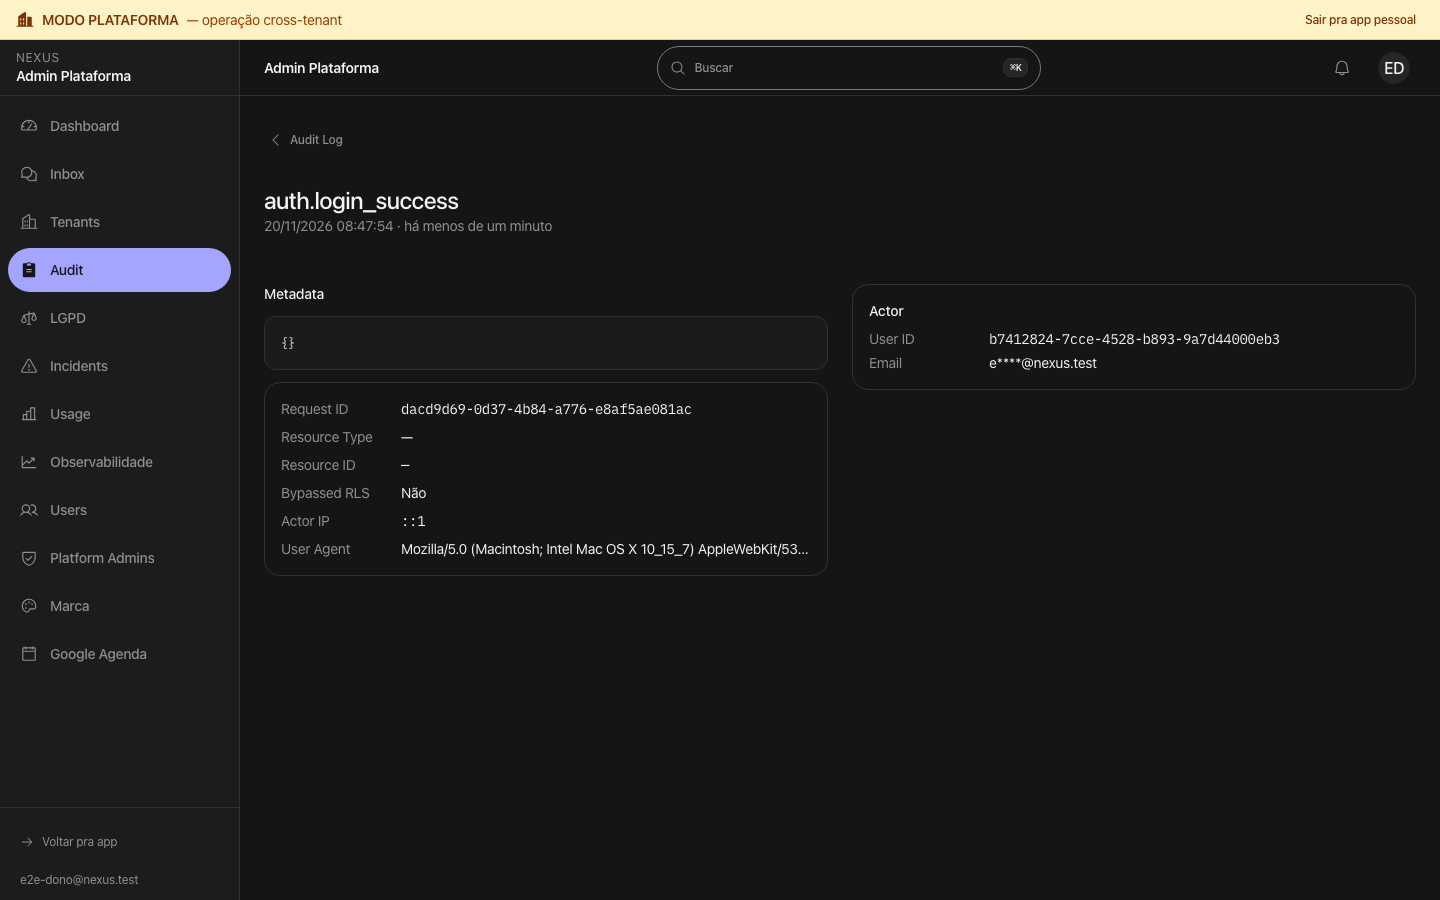 MODO PLATAFORMA — operação cross-tenant
Sair pra app pessoal
NEXUS
Admin Plataforma
Admin Plataforma
Buscar
⌘K
ED
Dashboard
Inbox
Tenants
Audit
LGPD
Incidents
Usage
Observabilidade
Users
Platform Admins
Marca
Google Agenda
Voltar pra app
e2e-dono@nexus.test
Audit Log
auth.login_success
20/11/2026 08:47:54 · há menos de um minuto
Metadata
{}
Request ID dacd9d69-0d37-4b84-a776-e8af5ae081ac
Resource Type —
Resource ID —
Bypassed RLS Não
Actor IP ::1
User Agent Mozilla/5.0 (Macintosh; Intel Mac OS X 10_15_7) AppleWebKit/53...
Actor
User ID b7412824-7cce-4528-b893-9a7d44000eb3
Email e****@nexus.test